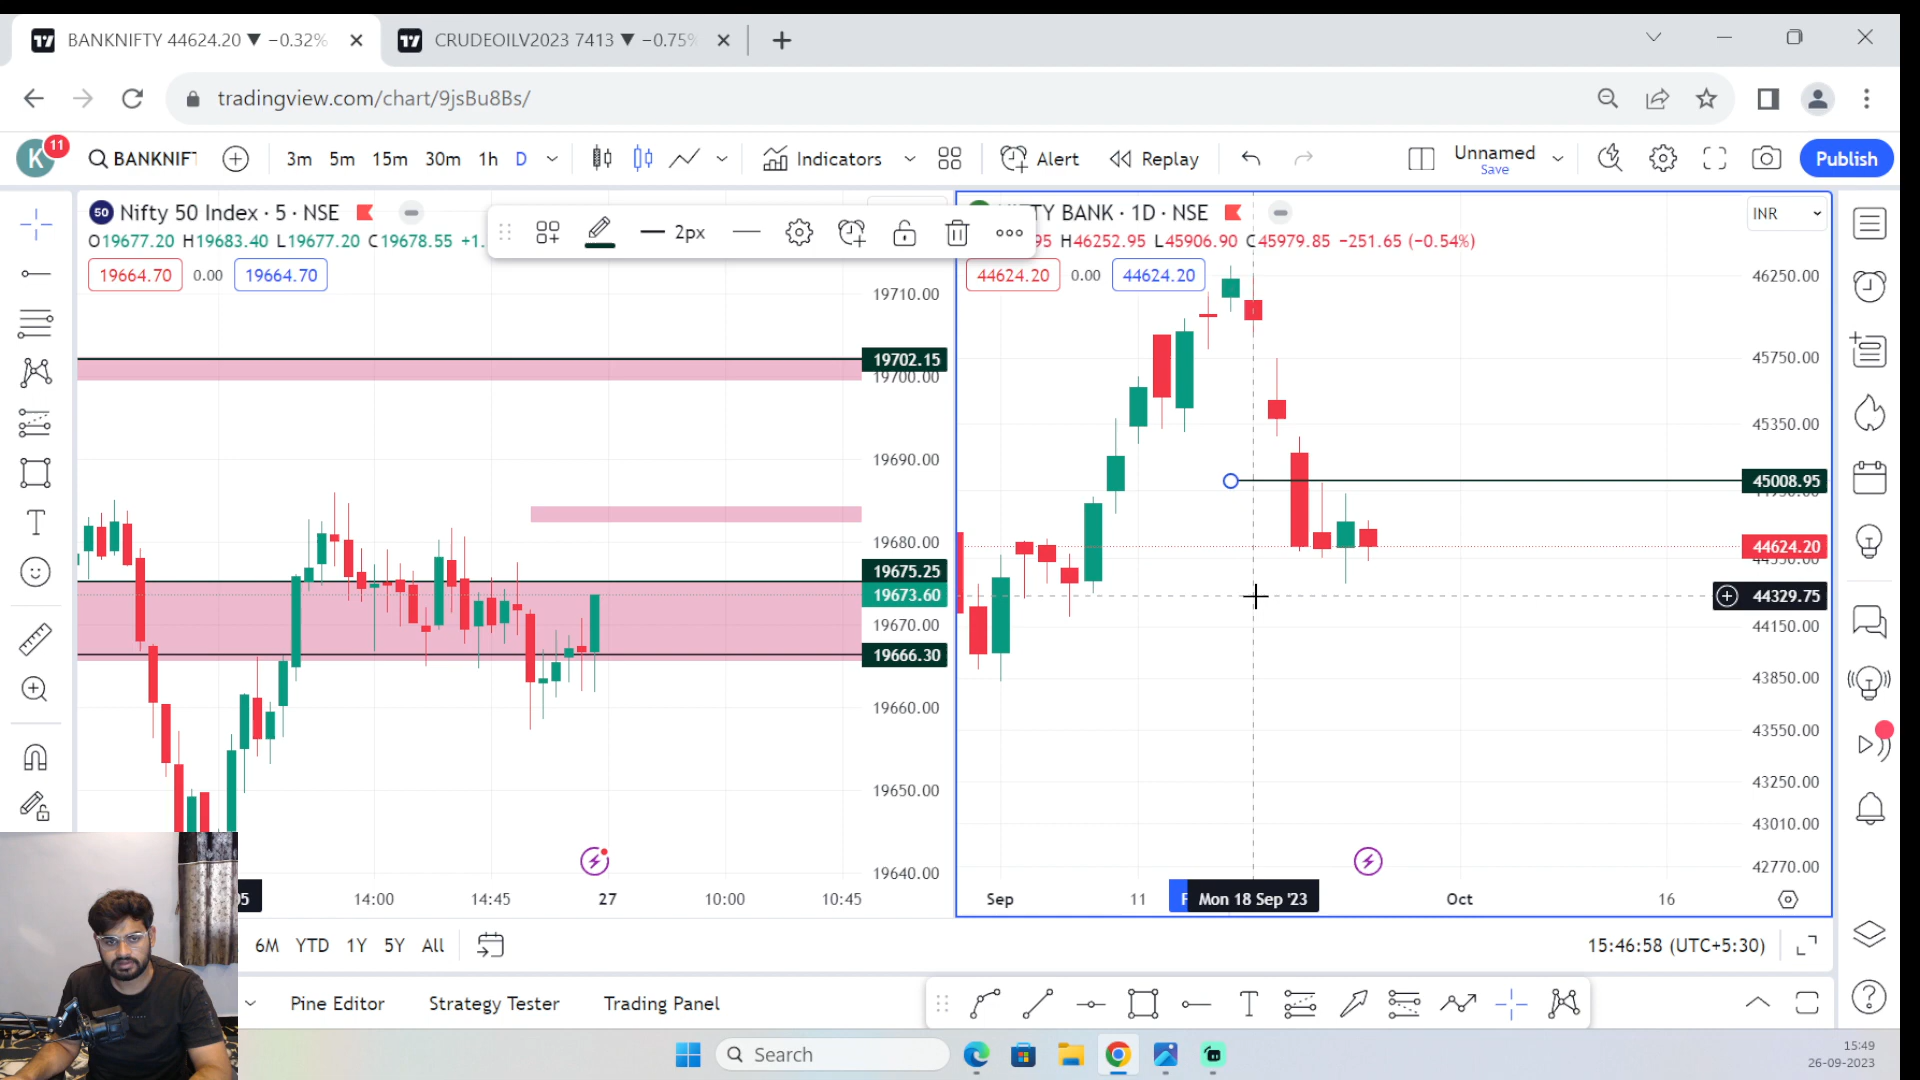 BANKNIFTY 44624.20 ▼ −0.32%
CRUDEOILV2023 7413 ▼ −0.75%
tradingview.com/chart/9jsBu8Bs/
K
11
BANKNIFT
3m 5m 15m 30m 1h D
Indicators
Alert
Replay
Unnamed
Save
Publish
50 Nifty 50 Index · 5 · NSE
O19677.20 H19683.40 L19677.20 C19678.55 +1.
19664.70 0.00 19664.70
2px
TY BANK · 1D · NSE
95 H46252.95 L45906.90 C45979.85 −251.65 (−0.54%)
44624.20 0.00 44624.20
INR
19710.00
19702.15
19700.00
19690.00
19680.00
19675.25
19673.60
19670.00
19666.30
19660.00
19650.00
19640.00
46250.00
45750.00
45350.00
45008.95
44624.20
44329.75
44150.00
43850.00
43550.00
43250.00
43010.00
42770.00
05 14:00 14:45 27 10:00 10:45
Sep 11 Mon 18 Sep '23 Oct 16
6M YTD 1Y 5Y All
15:46:58 (UTC+5:30)
Pine Editor
Strategy Tester
Trading Panel
Search
15:49
26-09-2023